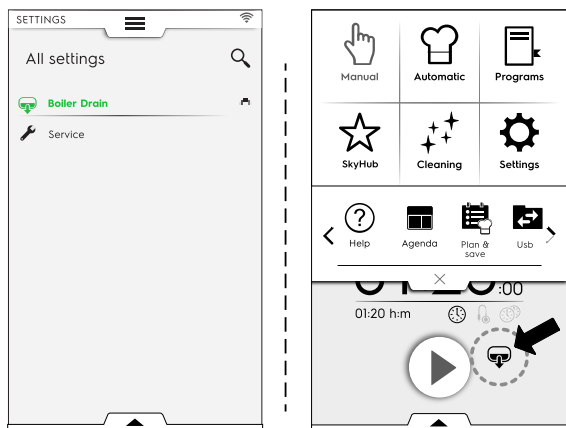 SETTINGS
All settings
Boiler Drain
Service
Manual
Automatic
Programs
SkyHub
Cleaning
Settings
Help
Agenda
Plan & save
Usb
:00
01:20 h:m